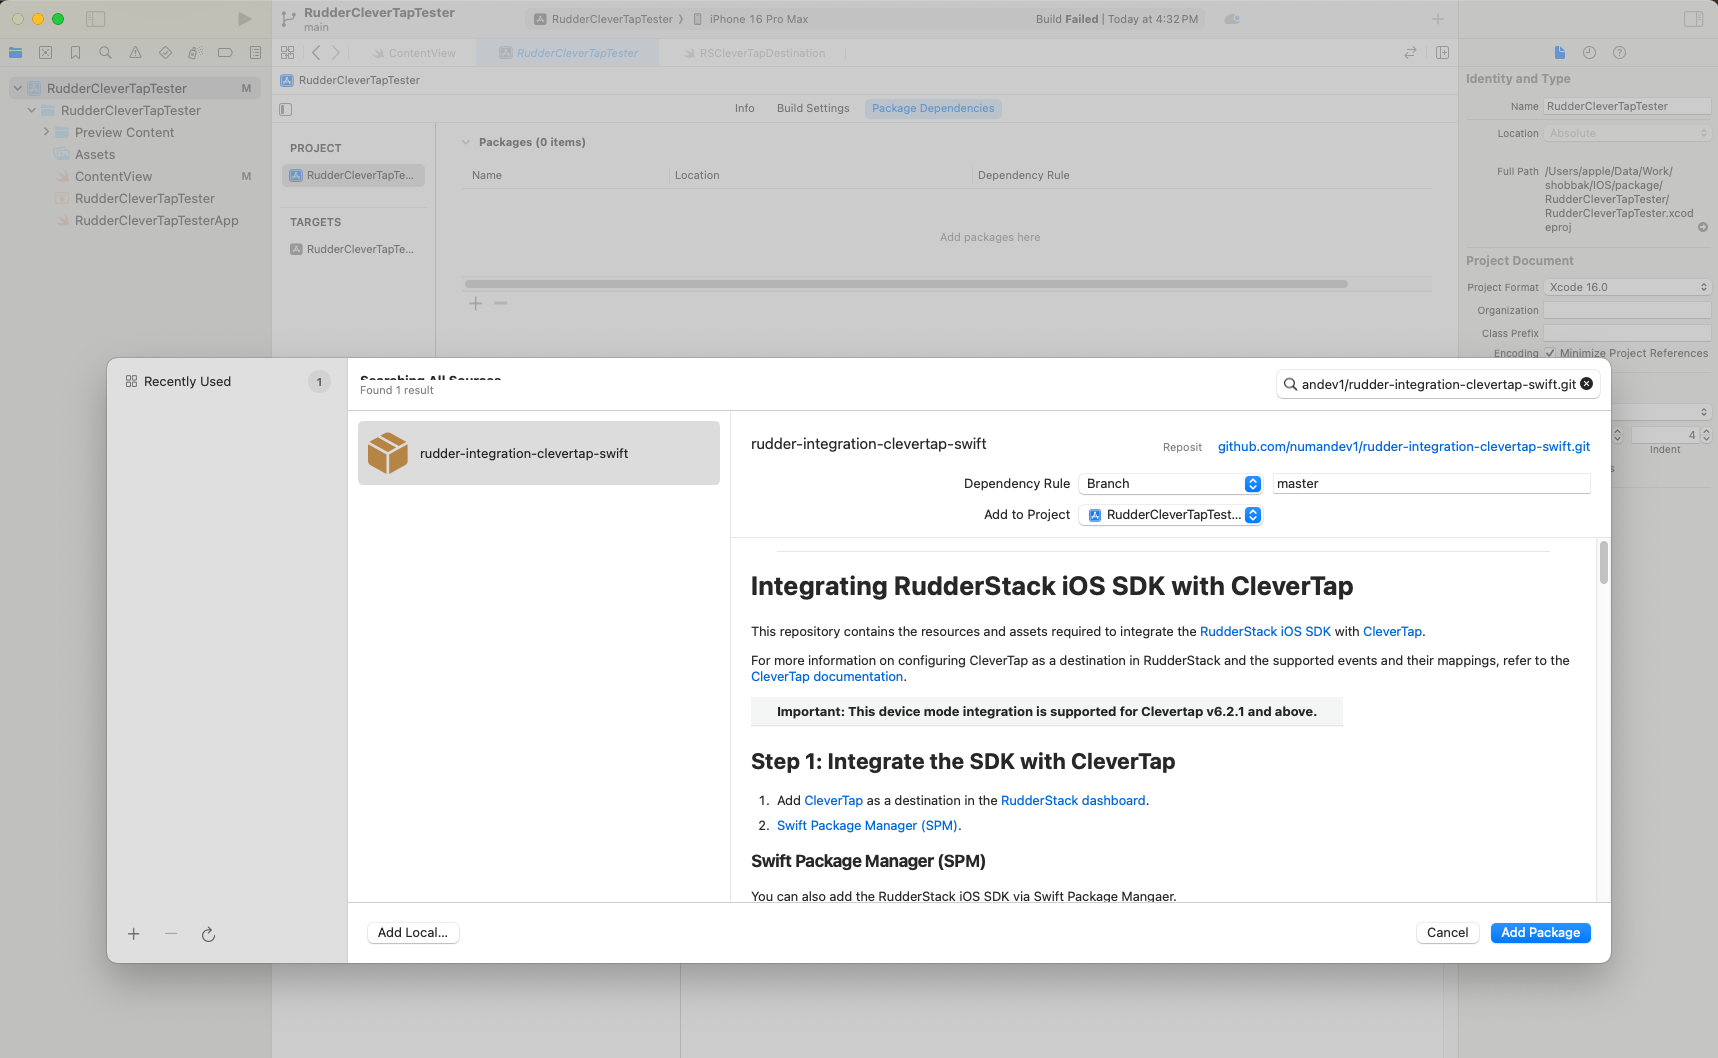 RudderCleverTapTester
main
RudderCleverTapTester 〉 iPhone 16 Pro Max
Build Failed | Today at 4:32 PM
ContentView
RudderCleverTapTester
RSCleverTapDestination
RudderCleverTapTester M
RudderCleverTapTester
Preview Content
Assets
ContentView M
RudderCleverTapTester
RudderCleverTapTesterApp
RudderCleverTapTester
Info
Build Settings
Package Dependencies
PROJECT
RudderCleverTapTe...
TARGETS
RudderCleverTapTe...
Packages (0 items)
Name
Location
Dependency Rule
Add packages here
Identity and Type
Name RudderCleverTapTester
Location Absolute
Full Path /Users/apple/Data/Work/
shobbak/IOS/package/
RudderCleverTapTester/
RudderCleverTapTester.xcod
eproj
Project Document
Project Format Xcode 16.0
Organization
Class Prefix
Encoding Minimize Project References
4
Indent
Recently Used 1
Searching All Sources
Found 1 result
andev1/rudder-integration-clevertap-swift.git
rudder-integration-clevertap-swift
rudder-integration-clevertap-swift
Reposit github.com/numandev1/rudder-integration-clevertap-swift.git
Dependency Rule Branch master
Add to Project RudderCleverTapTest...
Integrating RudderStack iOS SDK with CleverTap
This repository contains the resources and assets required to integrate the RudderStack iOS SDK with CleverTap.
For more information on configuring CleverTap as a destination in RudderStack and the supported events and their mappings, refer to the
CleverTap documentation.
Important: This device mode integration is supported for Clevertap v6.2.1 and above.
Step 1: Integrate the SDK with CleverTap
1. Add CleverTap as a destination in the RudderStack dashboard.
2. Swift Package Manager (SPM).
Swift Package Manager (SPM)
You can also add the RudderStack iOS SDK via Swift Package Mangaer.
Add Local...
Cancel
Add Package